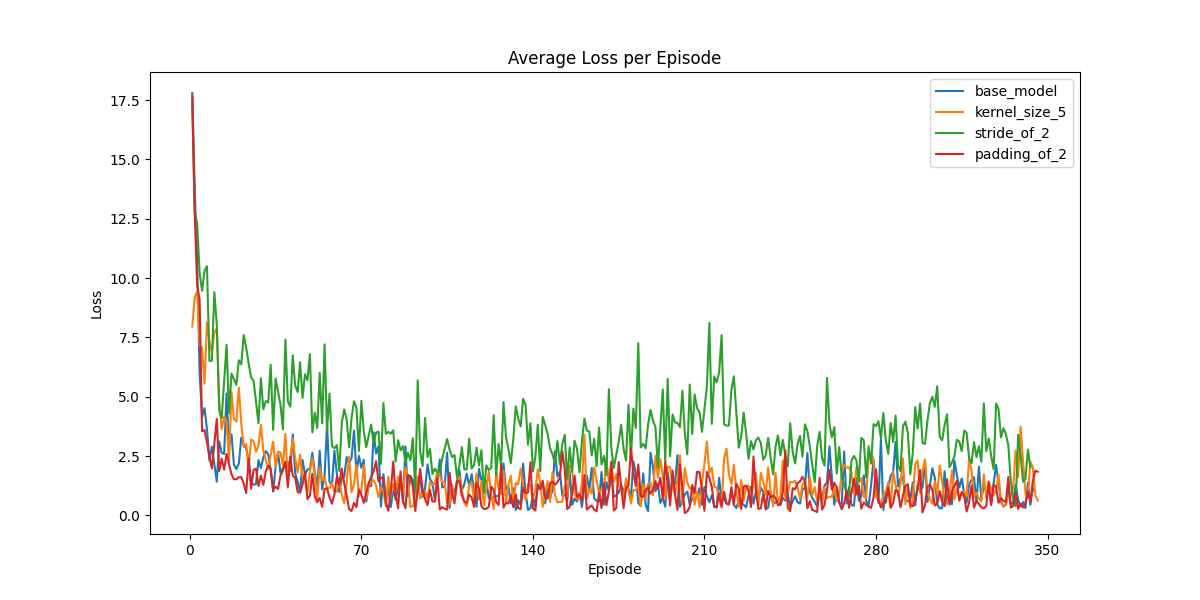 Average Loss per Episode
base_model
kernel_size_5
stride_of_2
padding_of_2
17.5
15.0
12.5
10.0
7.5
5.0
2.5
0.0
Loss
0 70 140 210 280 350
Episode